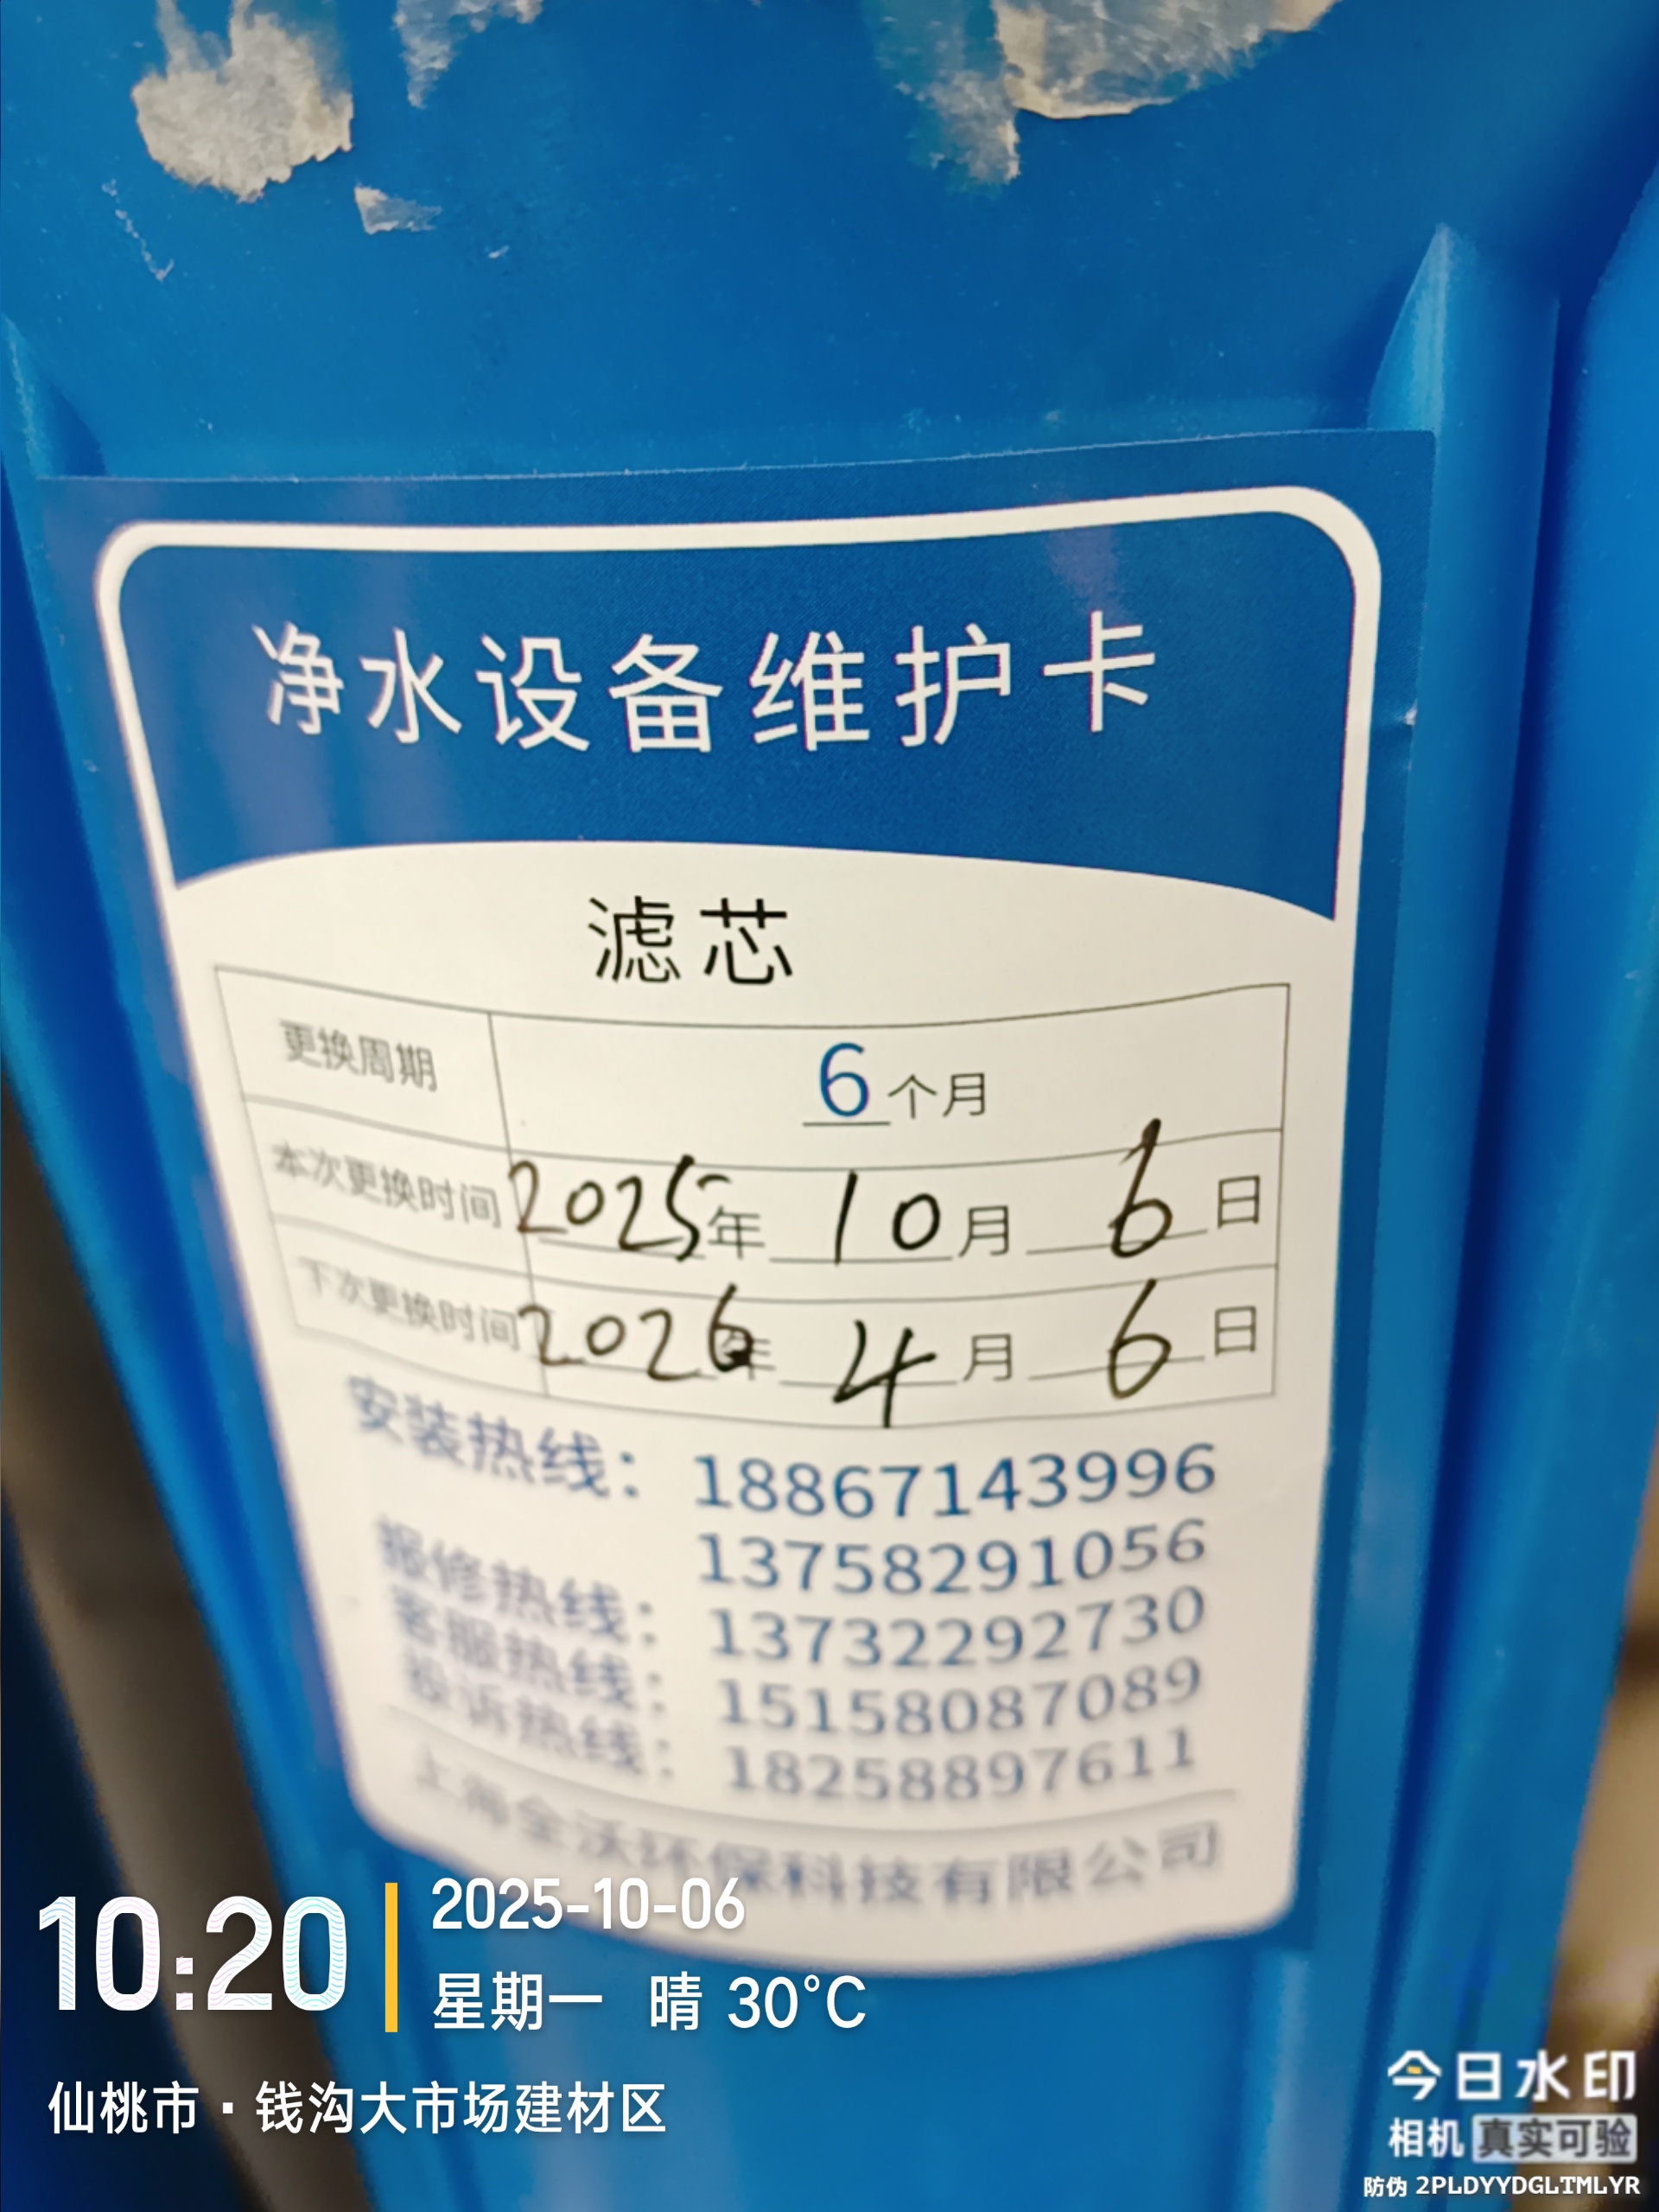 净水设备维护卡
滤芯
更换周期 6个月
本次更换时间 2025年10月6日
下次更换时间 2026年4月6日
安装热线：18867143996
13758291056
报修热线：13732292730
客服热线：15158087089
投诉热线：18258897611
上海全沃环保科技有限公司
10:20
2025-10-06
星期一 晴 30°C
仙桃市·钱沟大市场建材区
今日水印
相机 真实可验
防伪 2PLDYYDGLTMLYR